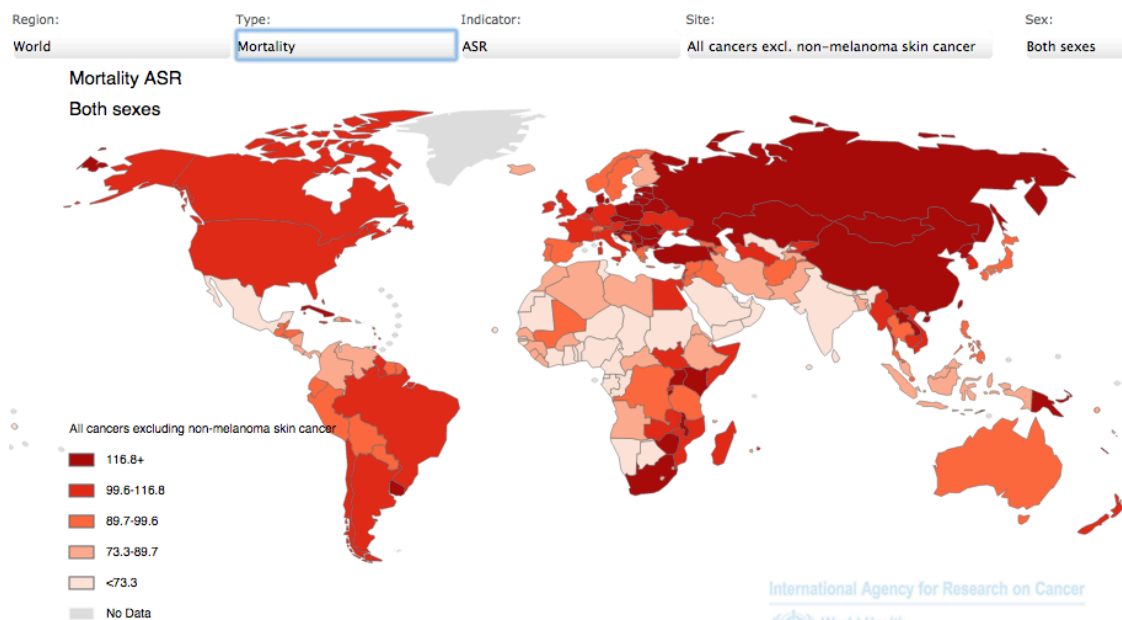 Region: Type: Indicator: Site: Sex:
World Mortality ASR All cancers excl. non-melanoma skin cancer Both sexes
Mortality ASR
Both sexes
All cancers excluding non-melanoma skin cancer
116.8+
99.6-116.8
89.7-99.6
73.3-89.7
<73.3
No Data
International Agency for Research on Cancer